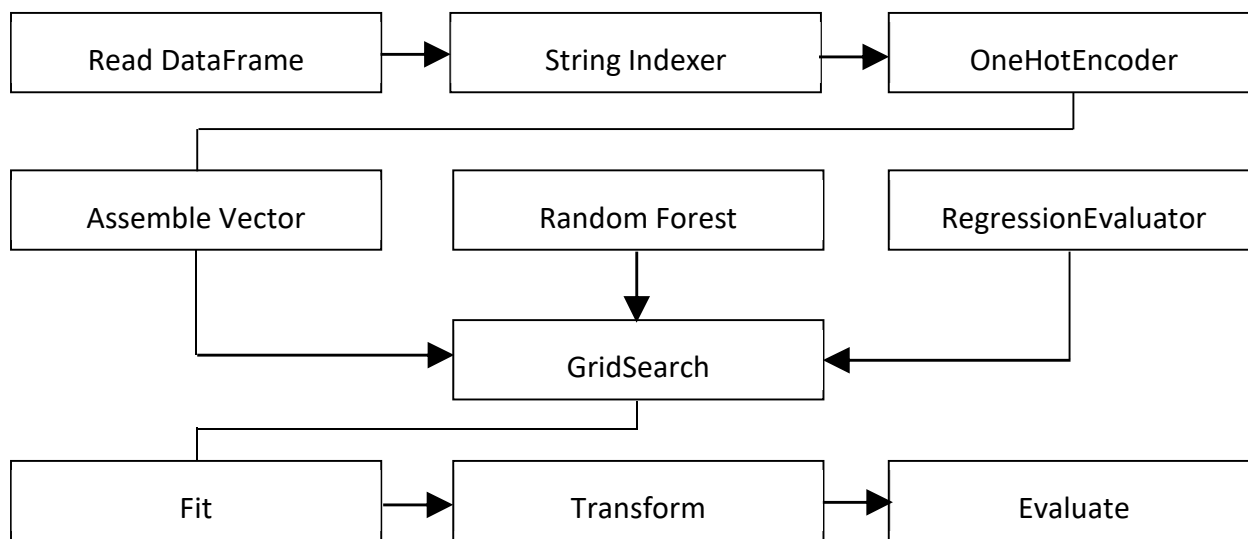 Read DataFrame
String Indexer
OneHotEncoder
Assemble Vector
Random Forest
RegressionEvaluator
GridSearch
Fit
Transform
Evaluate